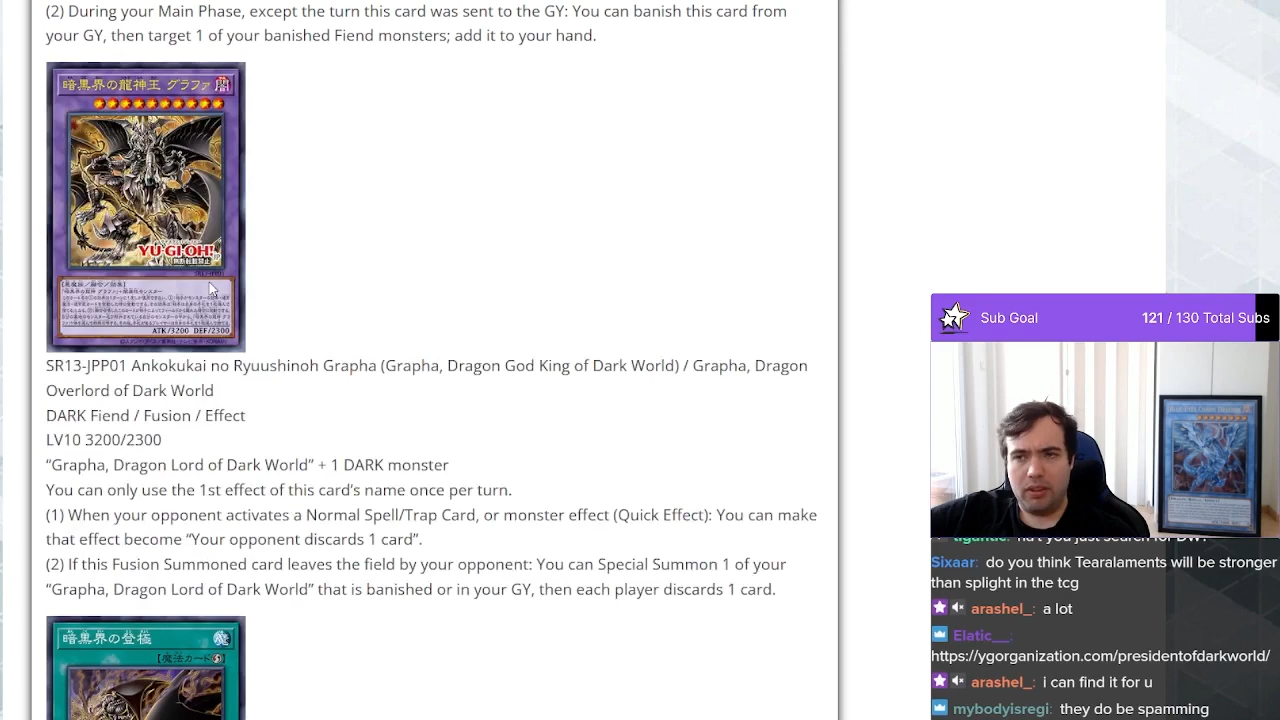 (2) During your Main Phase, except the turn this card was sent to the GY: You can banish this card from
your GY, then target 1 of your banished Fiend monsters; add it to your hand.
暗黒界の龍神王 グラファ
YU-GI-OH!
ATK/3200 DEF/2300
SR13-JPP01 Ankokukai no Ryuushinoh Grapha (Grapha, Dragon God King of Dark World) / Grapha, Dragon
Overlord of Dark World
DARK Fiend / Fusion / Effect
LV10 3200/2300
“Grapha, Dragon Lord of Dark World” + 1 DARK monster
You can only use the 1st effect of this card’s name once per turn.
(1) When your opponent activates a Normal Spell/Trap Card, or monster effect (Quick Effect): You can make
that effect become “Your opponent discards 1 card”.
(2) If this Fusion Summoned card leaves the field by your opponent: You can Special Summon 1 of your
“Grapha, Dragon Lord of Dark World” that is banished or in your GY, then each player discards 1 card.
暗黒界の登極
【魔法カード】
Sub Goal 121 / 130 Total Subs
Sixaar: do you think Tearalaments will be stronger
than splight in the tcg
arashel_: a lot
Elatic__:
https://ygorganization.com/presidentofdarkworld/
arashel_: i can find it for u
mybodyisregi: they do be spamming